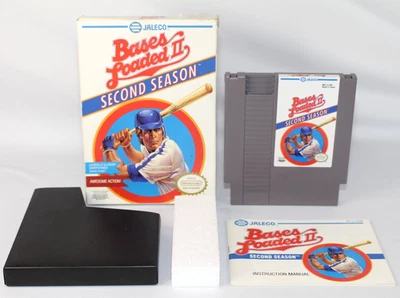 JALECO
Bases
Loaded II
SECOND SEASON
AWESOME ACTION!
JALECO
Bases
Loaded II
SECOND SEASON
JALECO
Bases
Loaded II
SECOND SEASON
INSTRUCTION MANUAL